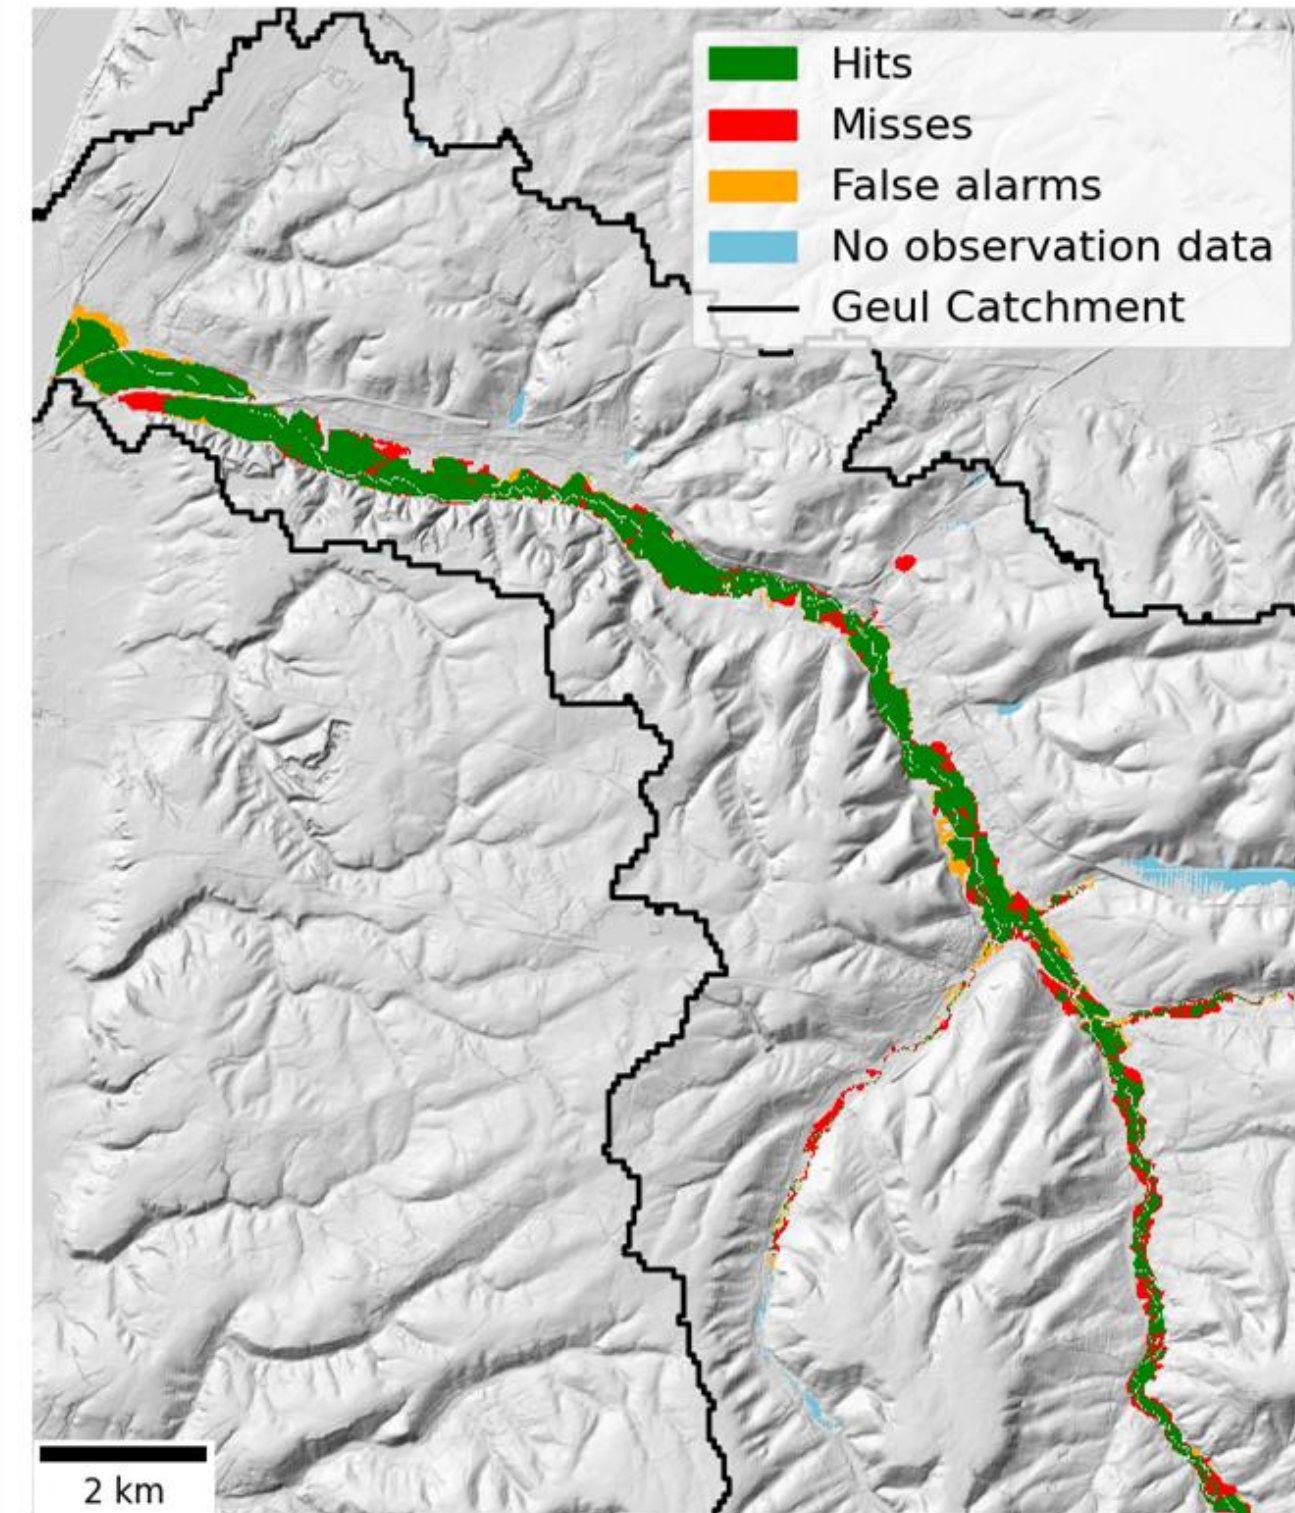 Hits
Misses
False alarms
No observation data
Geul Catchment
2 km